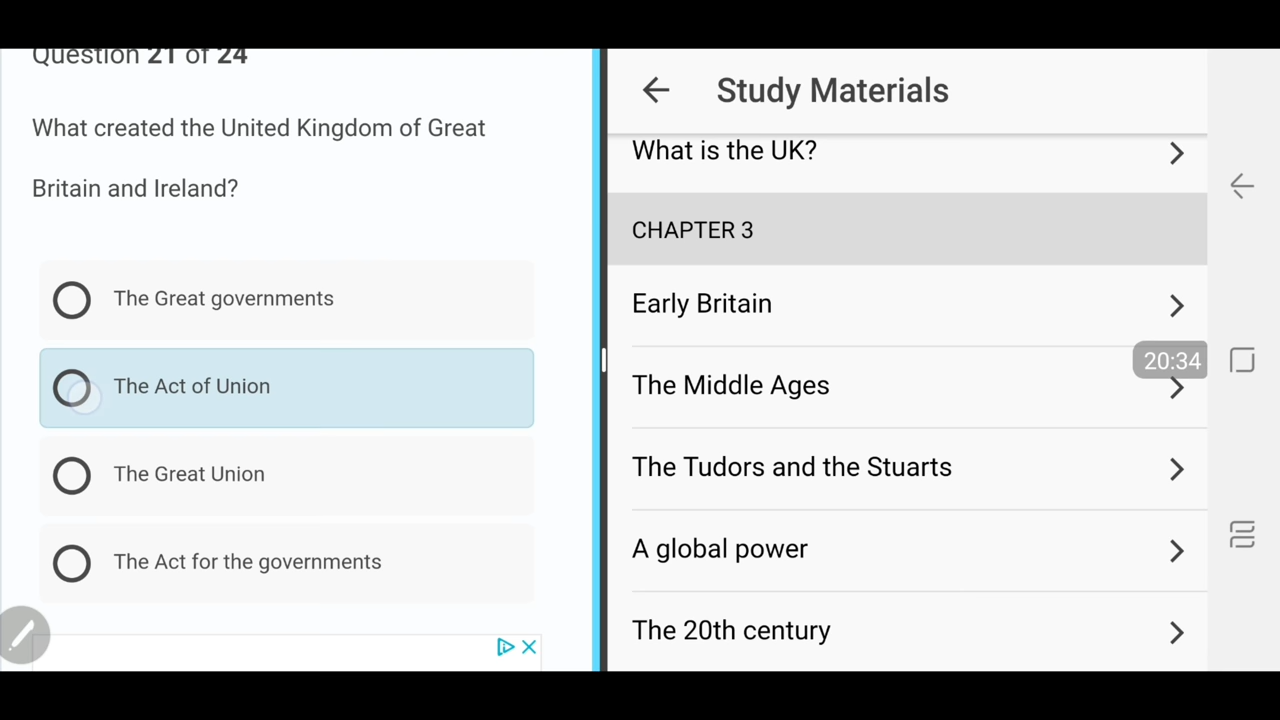 Question 21 of 24
What created the United Kingdom of Great
Britain and Ireland?
The Great governments
The Act of Union
The Great Union
The Act for the governments
Study Materials
What is the UK?
CHAPTER 3
Early Britain
20:34
The Middle Ages
The Tudors and the Stuarts
A global power
The 20th century